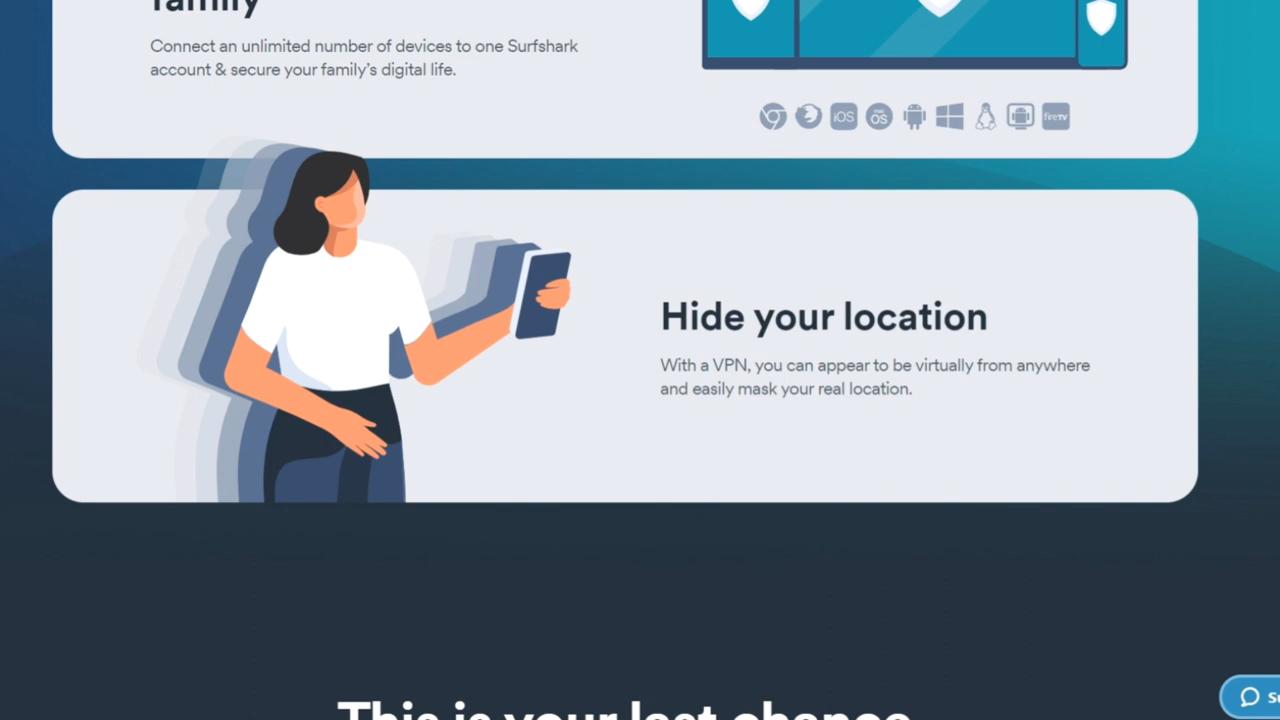 family
Connect an unlimited number of devices to one Surfshark
account & secure your family's digital life.
iOS
macOS
fireTV
Hide your location
With a VPN, you can appear to be virtually from anywhere
and easily mask your real location.
This is your last chance